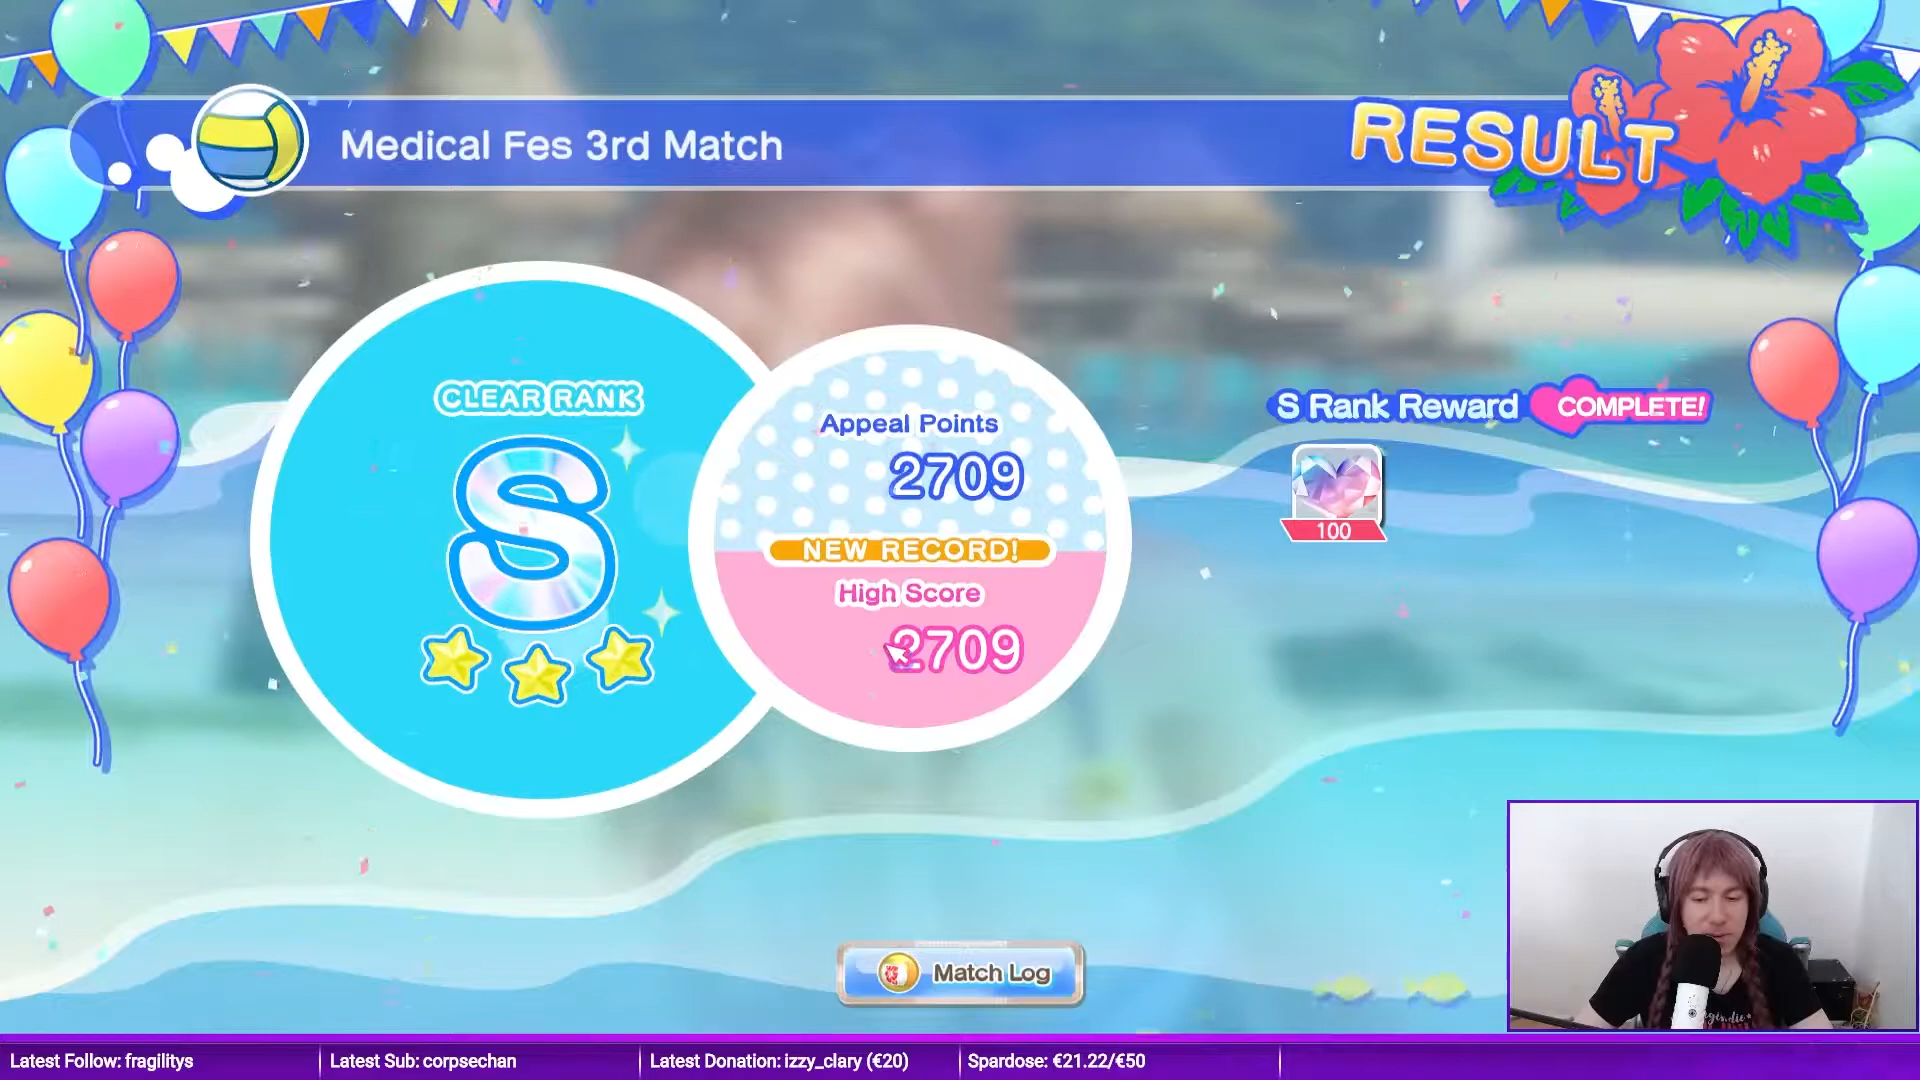 Medical Fes 3rd Match
RESULT
CLEAR RANK
S
Appeal Points
2709
NEW RECORD!
High Score
2709
S Rank Reward
COMPLETE!
100
Match Log
Latest Follow: fragilitys
Latest Sub: corpsechan
Latest Donation: izzy_clary (€20)
Spardose: €21.22/€50